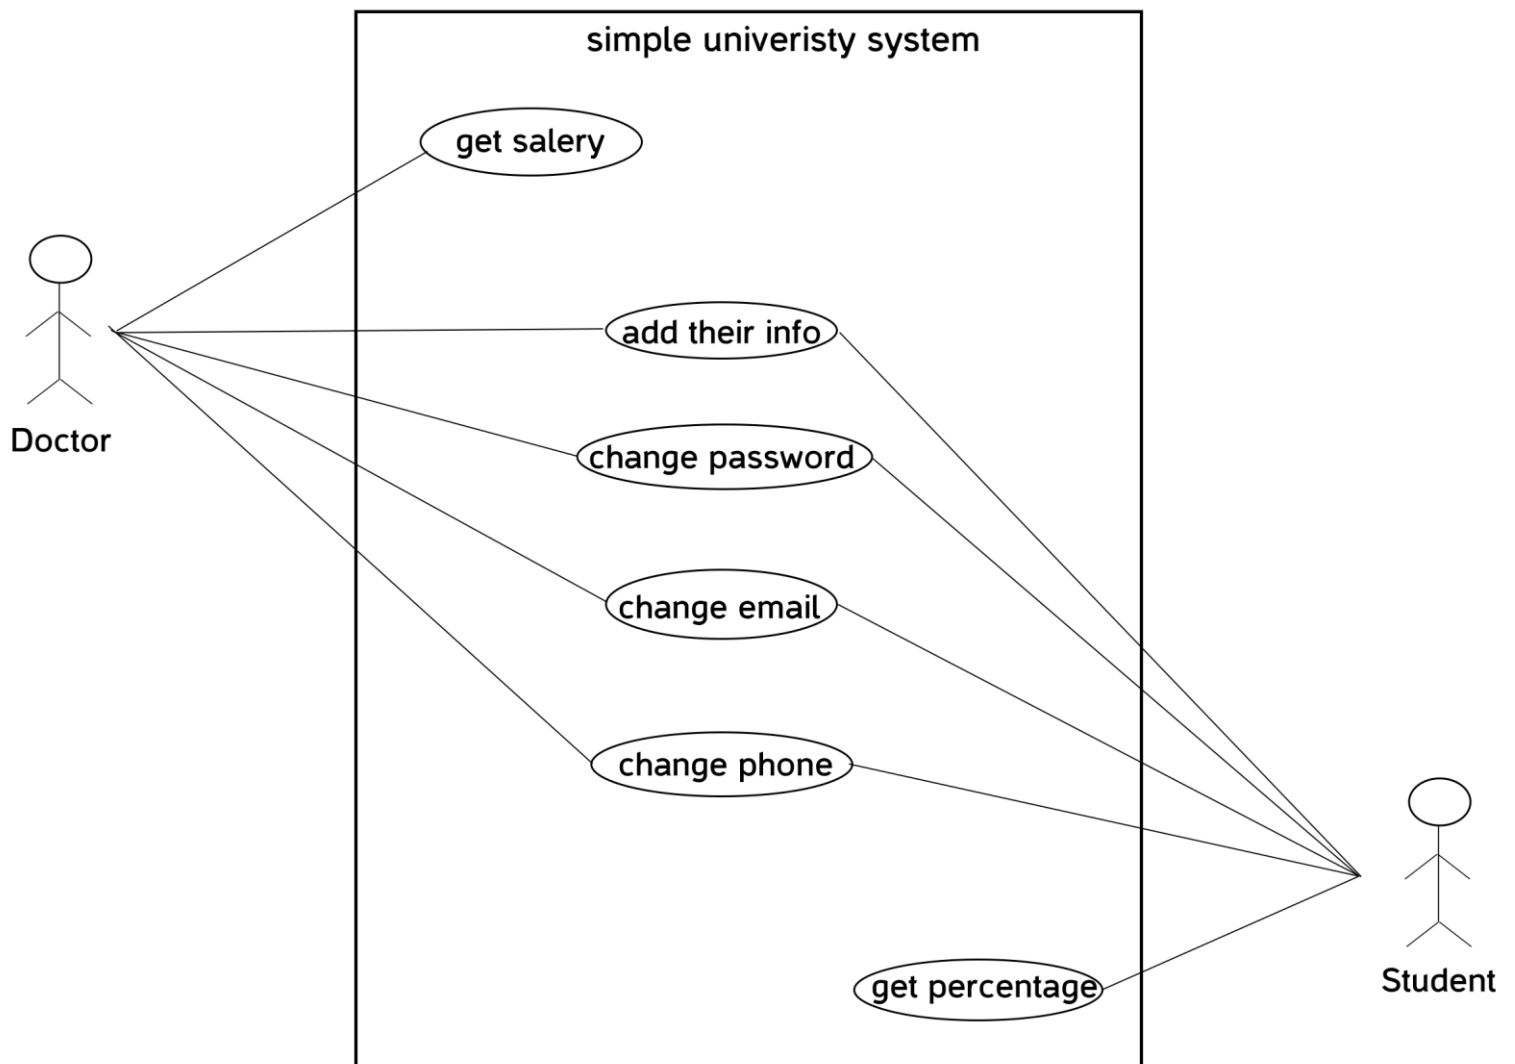 simple univeristy system
get salery
add their info
Doctor
change password
change email
change phone
get percentage
Student